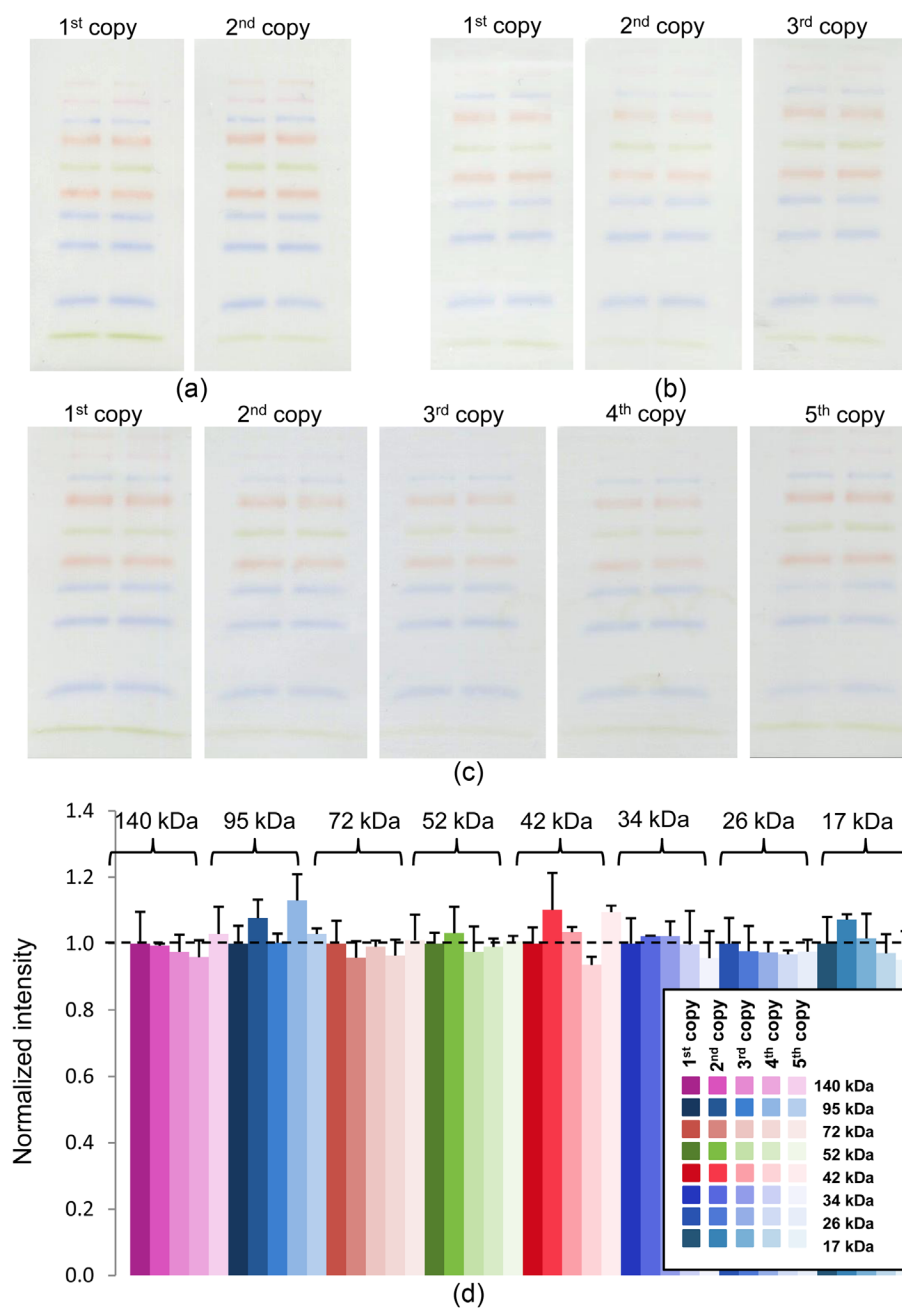 1st copy 2nd copy 1st copy 2nd copy 3rd copy
(a) (b)
1st copy 2nd copy 3rd copy 4th copy 5th copy
(c)
1.4
140 kDa 95 kDa 72 kDa 52 kDa 42 kDa 34 kDa 26 kDa 17 kDa
1.2
1.0
0.8
0.6
0.4
0.2
0.0
Normalized intensity
1st copy
2nd copy
3rd copy
4th copy
5th copy
140 kDa
95 kDa
72 kDa
52 kDa
42 kDa
34 kDa
26 kDa
17 kDa
(d)